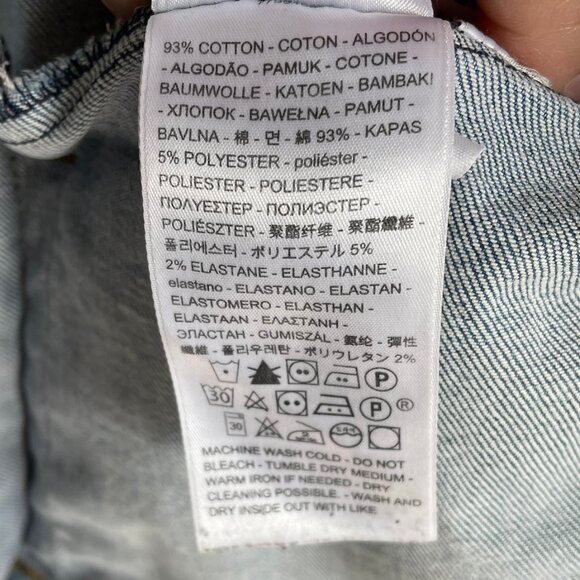 93% COTTON - COTON - ALGODÓN
- ALGODÃO - PAMUK - COTONE -
BAUMWOLLE - KATOEN - BAMBAKI
- ХЛОПОК - BAWEŁNA - PAMUT -
BAVLNA - 棉 - 면 - 綿 93% - KAPAS
5% POLYESTER - poliéster -
POLIESTER - POLIESTERE -
ΠΟΛΥΕΣΤΕΡ - ПОЛИЭСТЕР -
POLIÉSZTER - 聚酯纤维 - 聚酯纖維 -
폴리에스터 - ポリエステル 5%
2% ELASTANE - ELASTHANNE -
elastano - ELASTANO - ELASTAN -
ELASTOMERO - ELASTHAN -
ELASTAAN - ΕΛΑΣΤΑΝΗ -
ЭЛАСТАН - GUMISZÁL - 氨纶 - 彈性
纖維 - 폴리우레탄 - ポリウレタン 2%
P
30 P ®
30
MACHINE WASH COLD - DO NOT
BLEACH - TUMBLE DRY MEDIUM -
WARM IRON IF NEEDED - DRY
CLEANING POSSIBLE. - WASH AND
DRY INSIDE OUT WITH LIKE